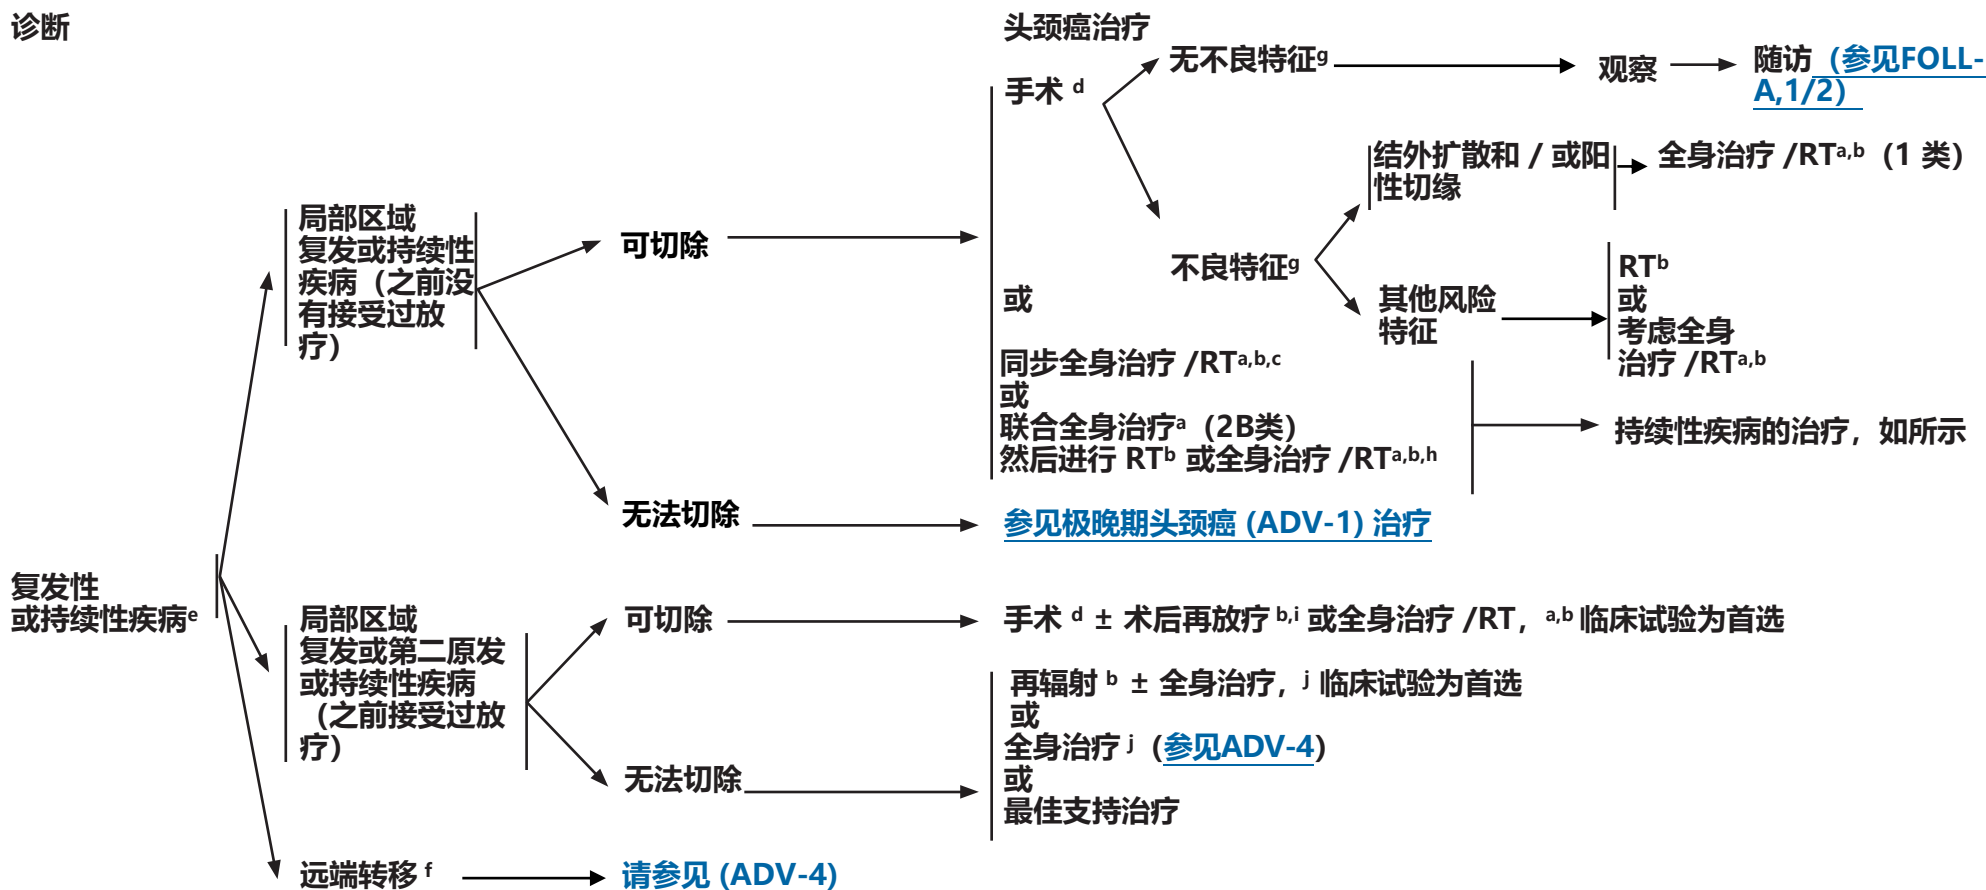 诊断
头颈癌治疗
无不良特征g
观察
随访（参见FOLL-
A,1/2）
手术 d
结外扩散和 / 或阳
性切缘
全身治疗 /RTa,b（1 类）
局部区域
复发或持续性
疾病（之前没
有接受过放
疗）
可切除
不良特征g
RTb
或
考虑全身
治疗 /RTa,b
其他风险
特征
或
同步全身治疗 /RTa,b,c
或
联合全身治疗a（2B类）
然后进行 RTb 或全身治疗 /RTa,b,h
持续性疾病的治疗，如所示
无法切除
参见极晚期头颈癌 (ADV-1) 治疗
复发性
或持续性疾病e
局部区域
复发或第二原发
或持续性疾病
（之前接受过放
疗）
可切除
手术 d ± 术后再放疗 b,i 或全身治疗 /RT，a,b 临床试验为首选
再辐射 b ± 全身治疗，j 临床试验为首选
或
全身治疗 j（参见ADV-4）
或
最佳支持治疗
无法切除
远端转移 f
请参见 (ADV-4)